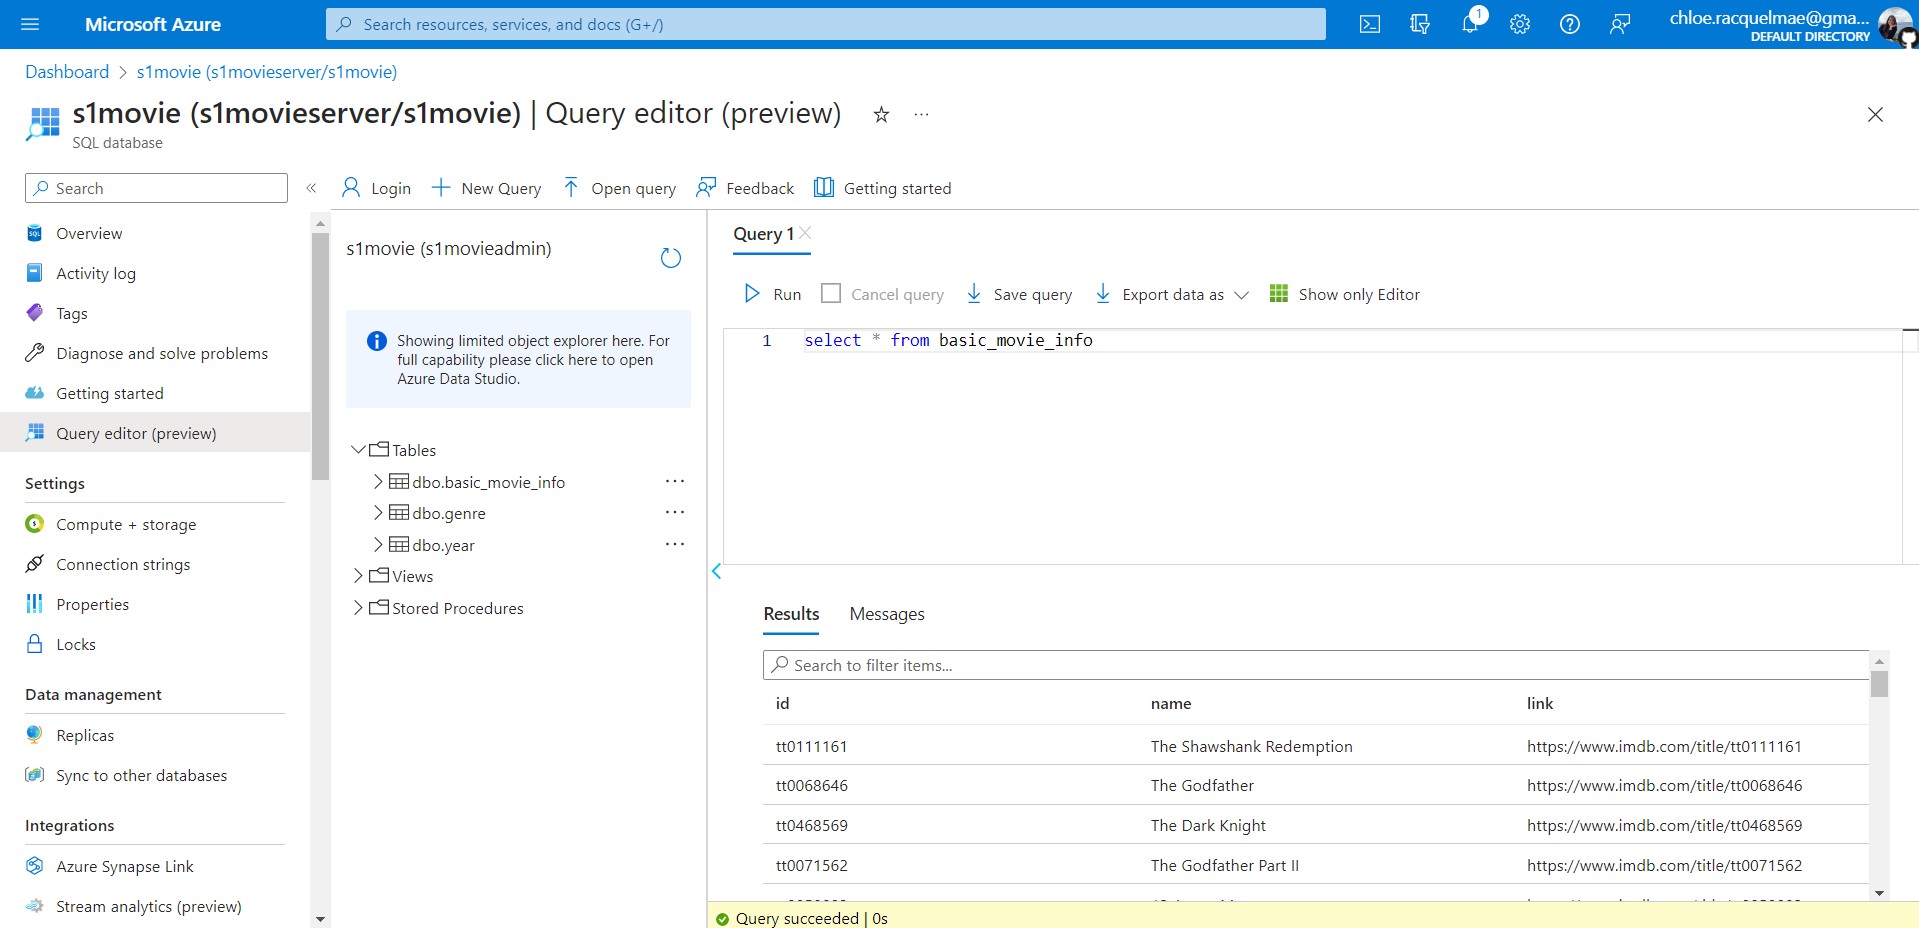 Microsoft Azure
Search resources, services, and docs (G+/)
1
chloe.racquelmae@gma...
DEFAULT DIRECTORY
Dashboard > s1movie (s1movieserver/s1movie)
s1movie (s1movieserver/s1movie) | Query editor (preview)
SQL database
Search
Login
New Query
Open query
Feedback
Getting started
Overview
Activity log
Tags
Diagnose and solve problems
Getting started
Query editor (preview)
Settings
Compute + storage
Connection strings
Properties
Locks
Data management
Replicas
Sync to other databases
Integrations
Azure Synapse Link
Stream analytics (preview)
s1movie (s1movieadmin)
Showing limited object explorer here. For
full capability please click here to open
Azure Data Studio.
Tables
dbo.basic_movie_info
dbo.genre
dbo.year
Views
Stored Procedures
Query 1
Run
Cancel query
Save query
Export data as
Show only Editor
1 select * from basic_movie_info
Results Messages
Search to filter items...
id name link
tt0111161 The Shawshank Redemption https://www.imdb.com/title/tt0111161
tt0068646 The Godfather https://www.imdb.com/title/tt0068646
tt0468569 The Dark Knight https://www.imdb.com/title/tt0468569
tt0071562 The Godfather Part II https://www.imdb.com/title/tt0071562
Query succeeded | 0s